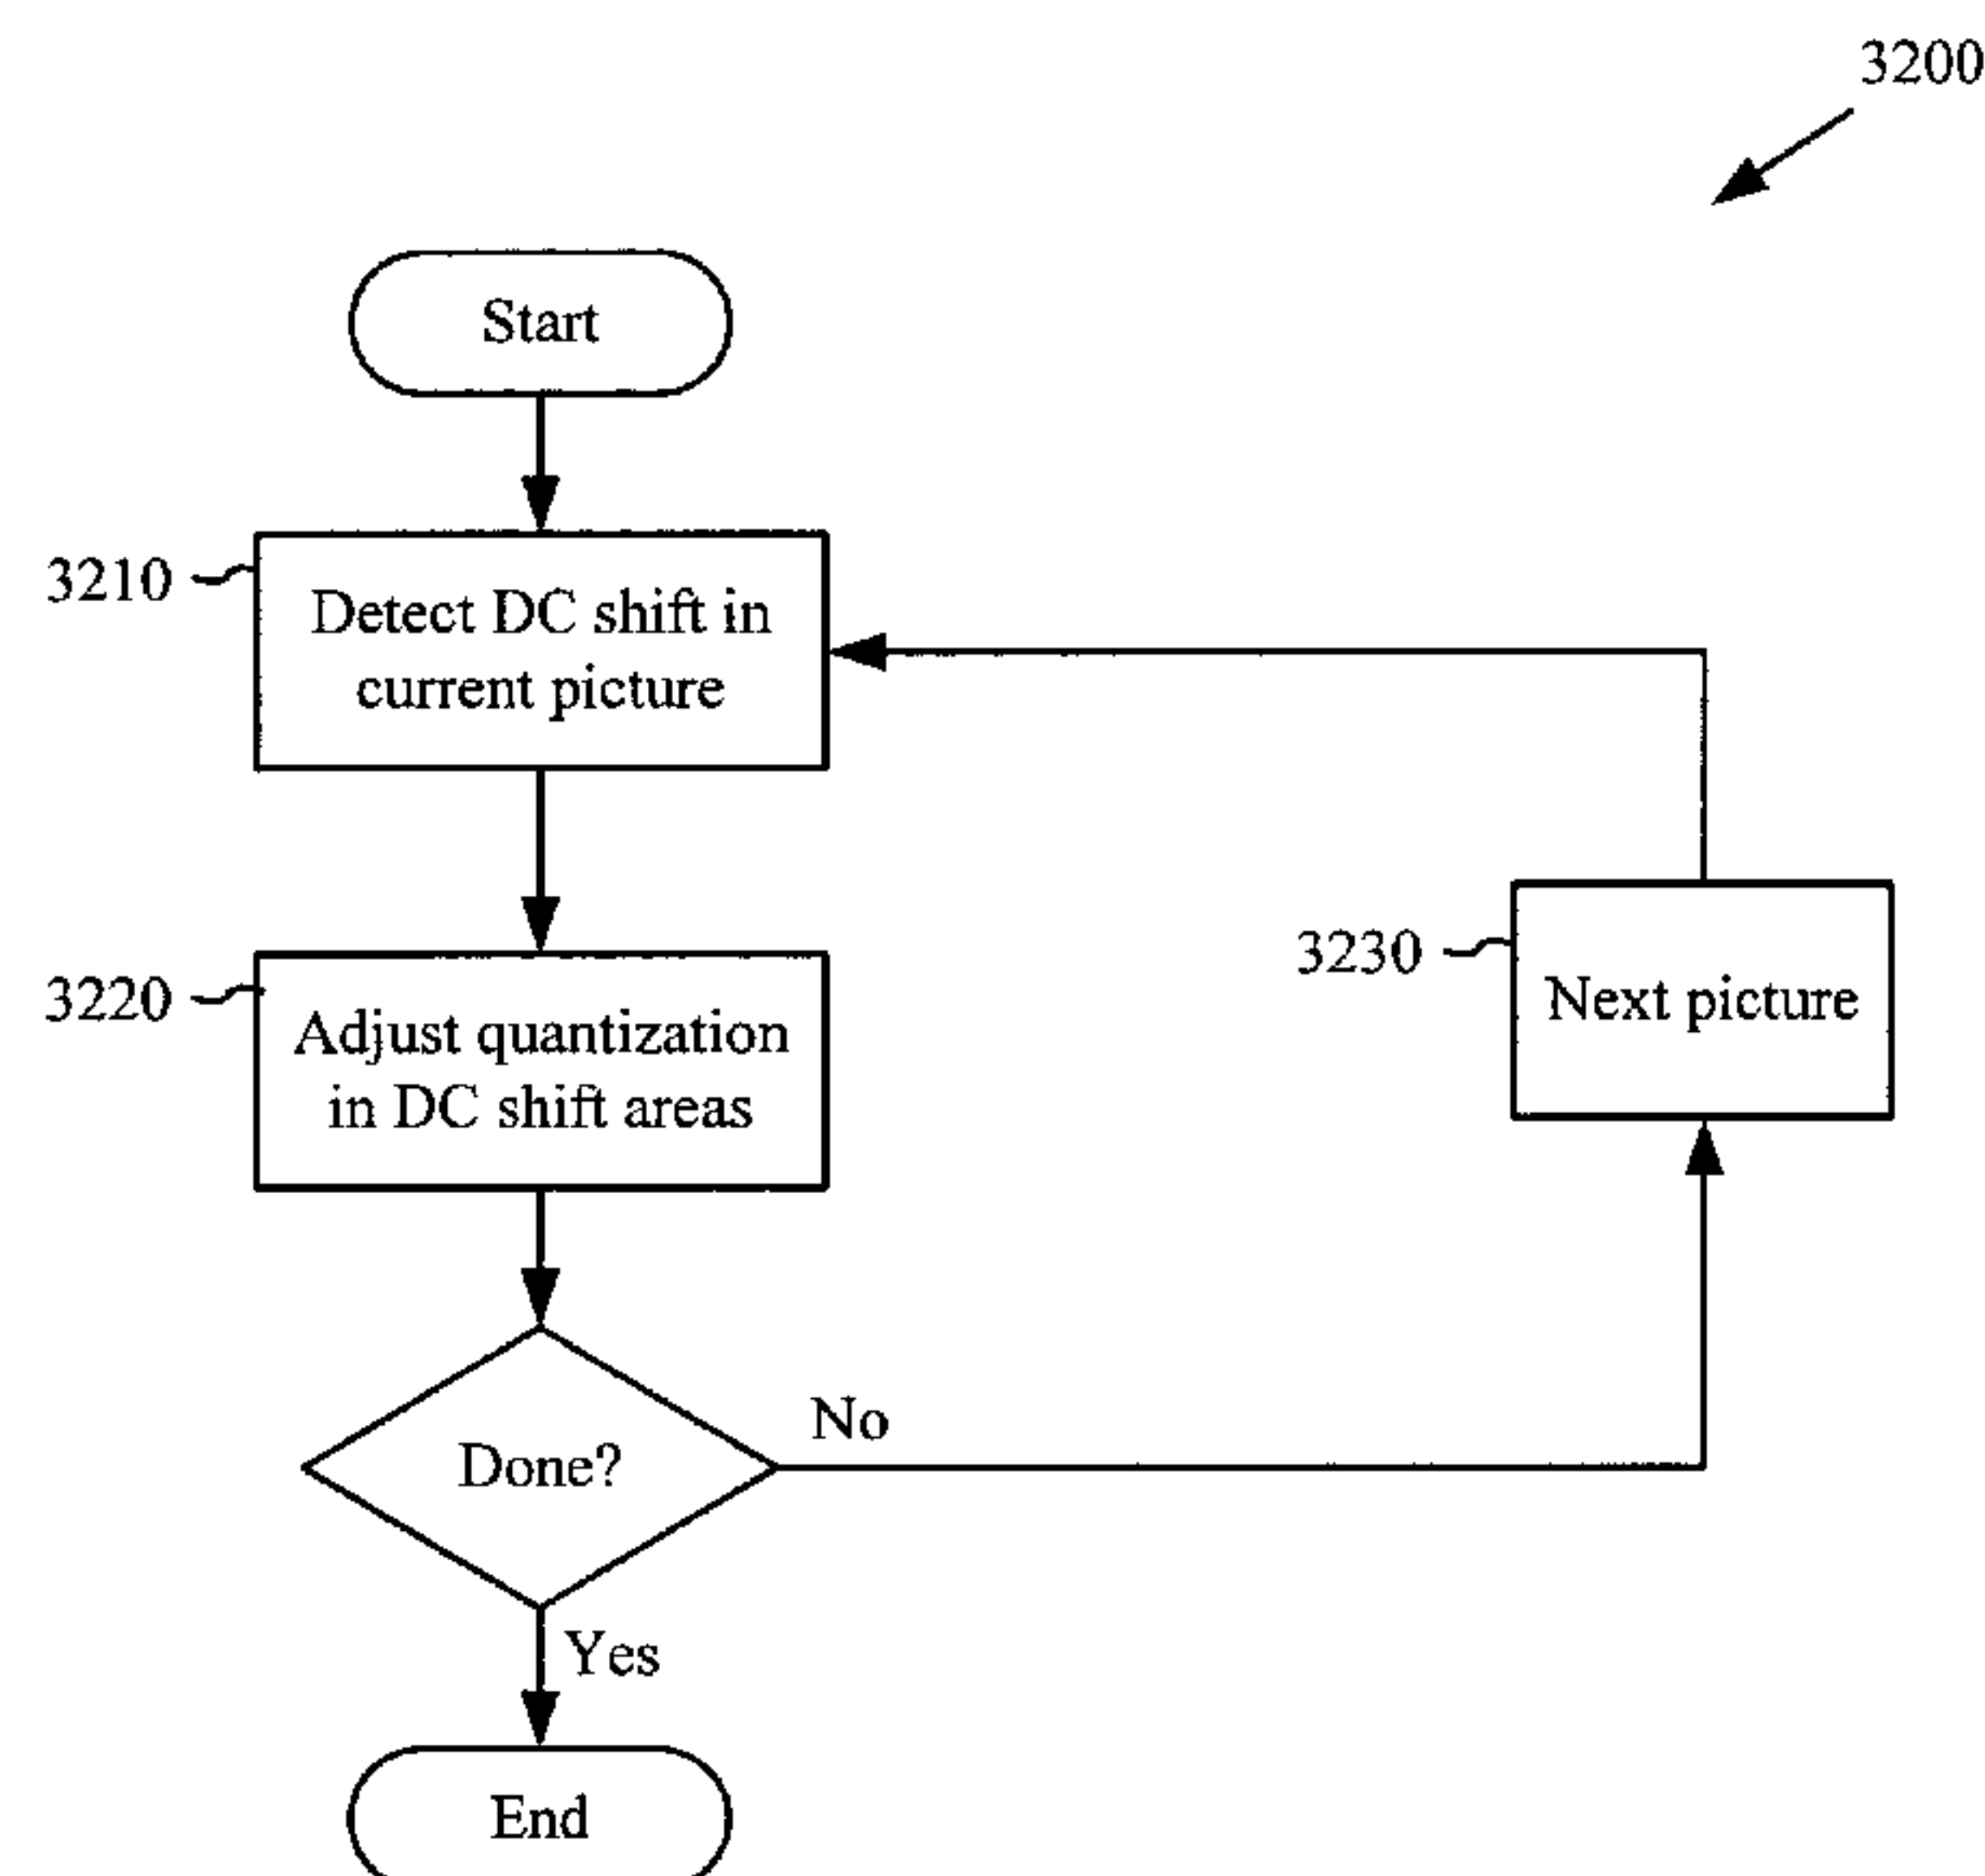 3200
Start
3210
Detect DC shift in
current picture
3220
Adjust quantization
in DC shift areas
3230
Next picture
Done?
No
Yes
End